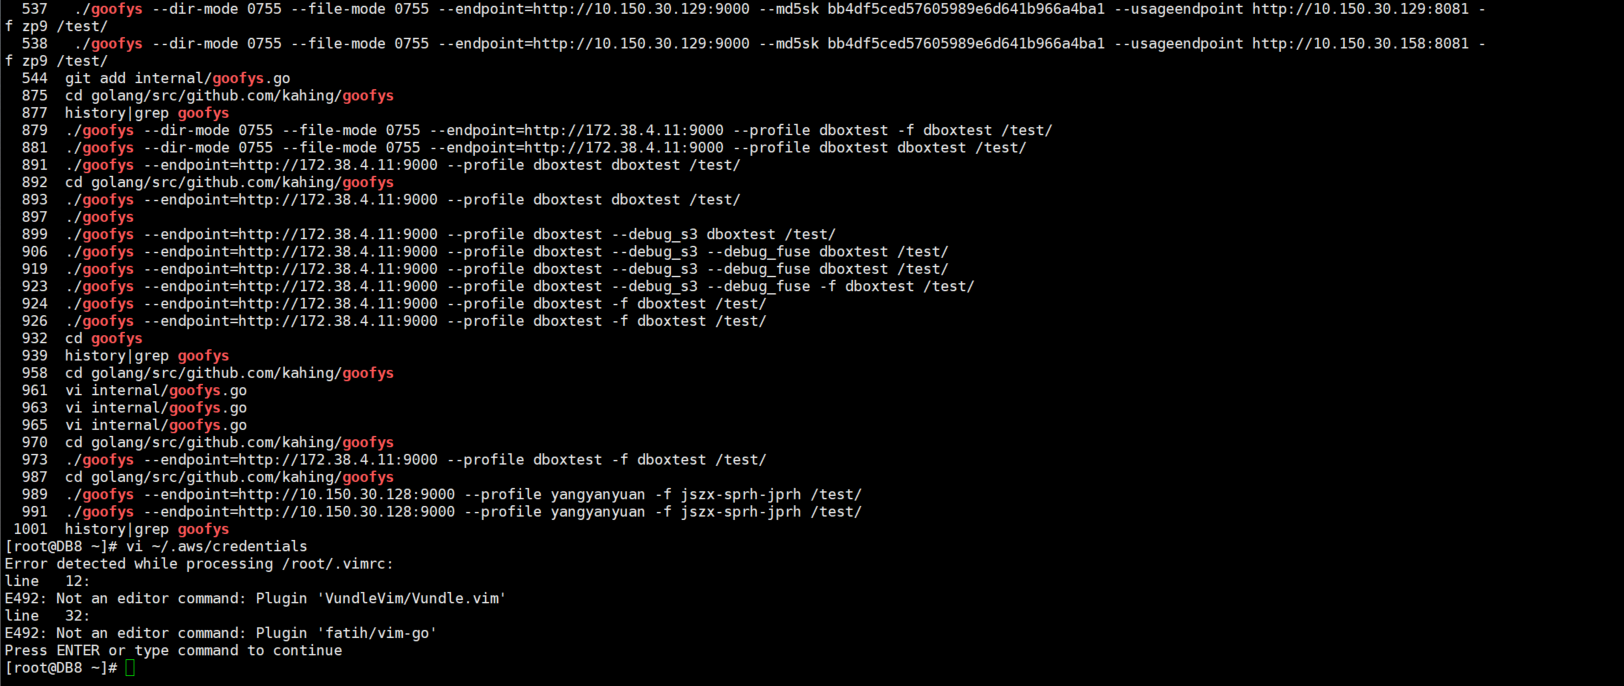 537   ./goofys --dir-mode 0755 --file-mode 0755 --endpoint=http://10.150.30.129:9000 --md5sk bb4df5ced57605989e6d641b966a4ba1 --usageendpoint http://10.150.30.129:8081 -
f zp9 /test/
538   ./goofys --dir-mode 0755 --file-mode 0755 --endpoint=http://10.150.30.129:9000 --md5sk bb4df5ced57605989e6d641b966a4ba1 --usageendpoint http://10.150.30.158:8081 -
f zp9 /test/
544  git add internal/goofys.go
875  cd golang/src/github.com/kahing/goofys
877  history|grep goofys
879  ./goofys --dir-mode 0755 --file-mode 0755 --endpoint=http://172.38.4.11:9000 --profile dboxtest -f dboxtest /test/
881  ./goofys --dir-mode 0755 --file-mode 0755 --endpoint=http://172.38.4.11:9000 --profile dboxtest dboxtest /test/
891  ./goofys --endpoint=http://172.38.4.11:9000 --profile dboxtest dboxtest /test/
892  cd golang/src/github.com/kahing/goofys
893  ./goofys --endpoint=http://172.38.4.11:9000 --profile dboxtest dboxtest /test/
897  ./goofys
899  ./goofys --endpoint=http://172.38.4.11:9000 --profile dboxtest --debug_s3 dboxtest /test/
906  ./goofys --endpoint=http://172.38.4.11:9000 --profile dboxtest --debug_s3 --debug_fuse dboxtest /test/
919  ./goofys --endpoint=http://172.38.4.11:9000 --profile dboxtest --debug_s3 --debug_fuse dboxtest /test/
923  ./goofys --endpoint=http://172.38.4.11:9000 --profile dboxtest --debug_s3 --debug_fuse -f dboxtest /test/
924  ./goofys --endpoint=http://172.38.4.11:9000 --profile dboxtest -f dboxtest /test/
926  ./goofys --endpoint=http://172.38.4.11:9000 --profile dboxtest -f dboxtest /test/
932  cd goofys
939  history|grep goofys
958  cd golang/src/github.com/kahing/goofys
961  vi internal/goofys.go
963  vi internal/goofys.go
965  vi internal/goofys.go
970  cd golang/src/github.com/kahing/goofys
973  ./goofys --endpoint=http://172.38.4.11:9000 --profile dboxtest -f dboxtest /test/
987  cd golang/src/github.com/kahing/goofys
989  ./goofys --endpoint=http://10.150.30.128:9000 --profile yangyanyuan -f jszx-sprh-jprh /test/
991  ./goofys --endpoint=http://10.150.30.128:9000 --profile yangyanyuan -f jszx-sprh-jprh /test/
1001  history|grep goofys
[root@DB8 ~]# vi ~/.aws/credentials
Error detected while processing /root/.vimrc:
line   12:
E492: Not an editor command: Plugin 'VundleVim/Vundle.vim'
line   32:
E492: Not an editor command: Plugin 'fatih/vim-go'
Press ENTER or type command to continue
[root@DB8 ~]#